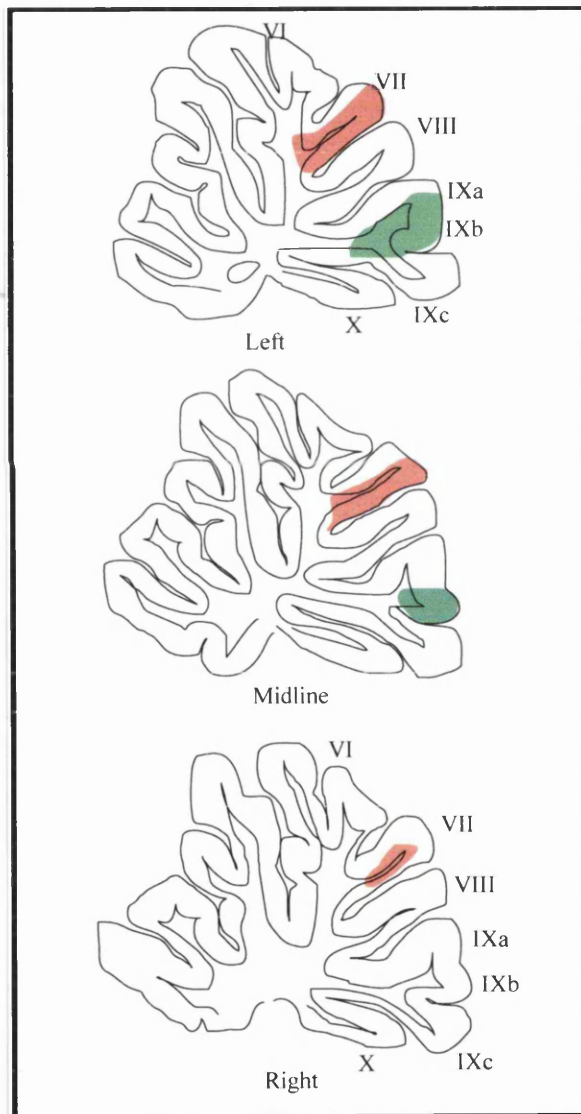 VI
VII
VIII
IXa
IXb
IXc
X
Left
Midline
VI
VII
VIII
IXa
IXb
IXc
X
Right